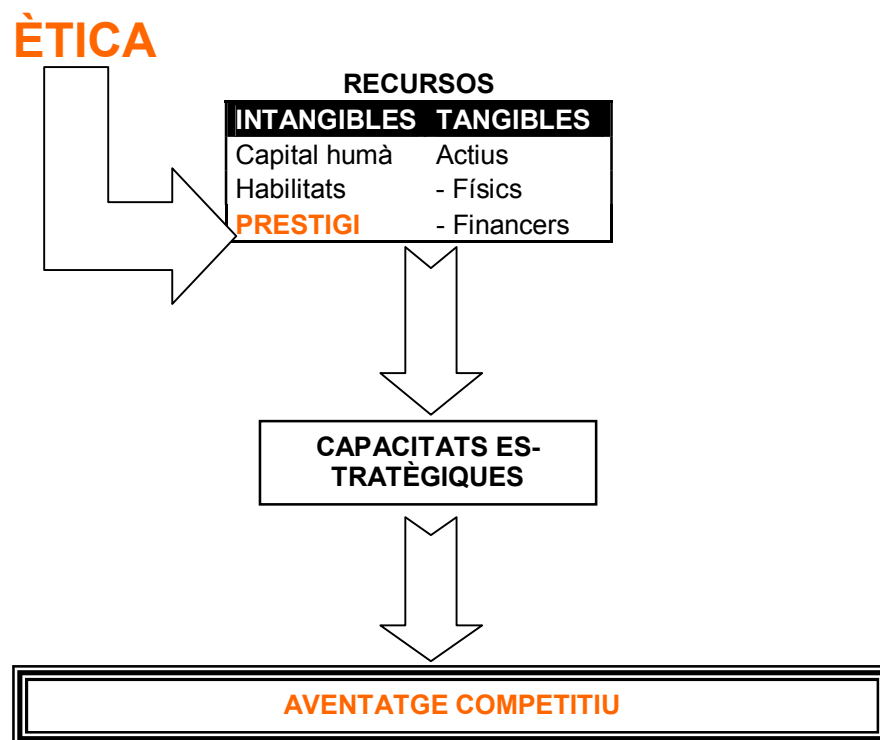 ÈTICA
RECURSOS
INTANGIBLES TANGIBLES
Capital humà Actius
Habilitats - Físics
PRESTIGI - Financers
CAPACITATS ES-
TRATÈGIQUES
AVENTATGE COMPETITIU